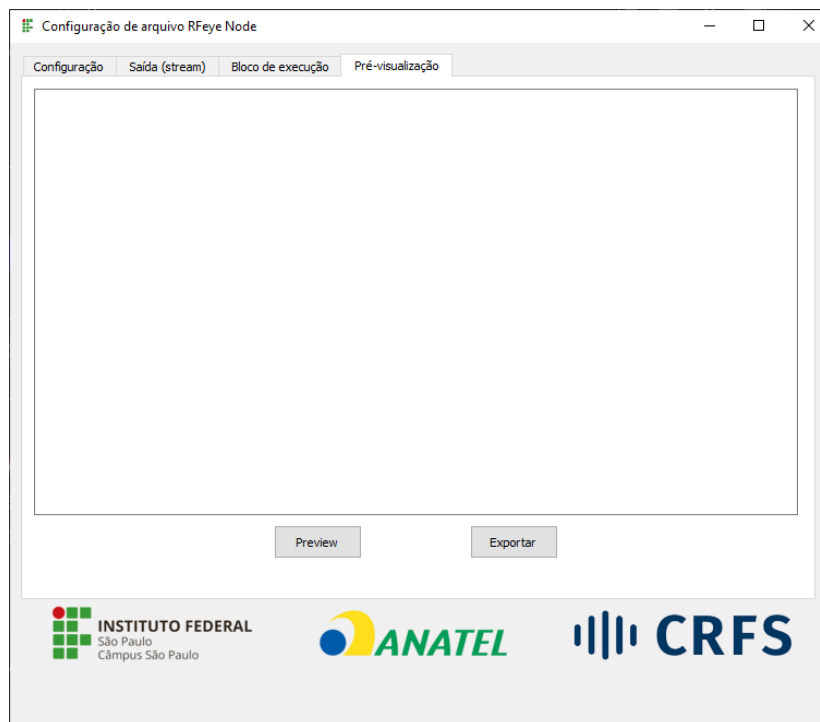 Configuração de arquivo RFeye Node
Configuração Saída (stream) Bloco de execução Pré-visualização
Preview Exportar
INSTITUTO FEDERAL
São Paulo
Câmpus São Paulo
ANATEL
CRFS